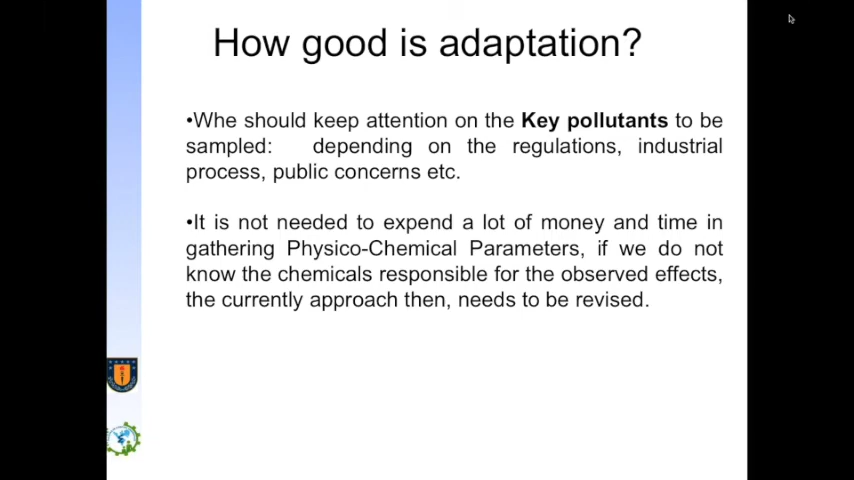 How good is adaptation?
•Whe should keep attention on the Key pollutants to be
sampled: depending on the regulations, industrial
process, public concerns etc.
•It is not needed to expend a lot of money and time in
gathering Physico-Chemical Parameters, if we do not
know the chemicals responsible for the observed effects,
the currently approach then, needs to be revised.